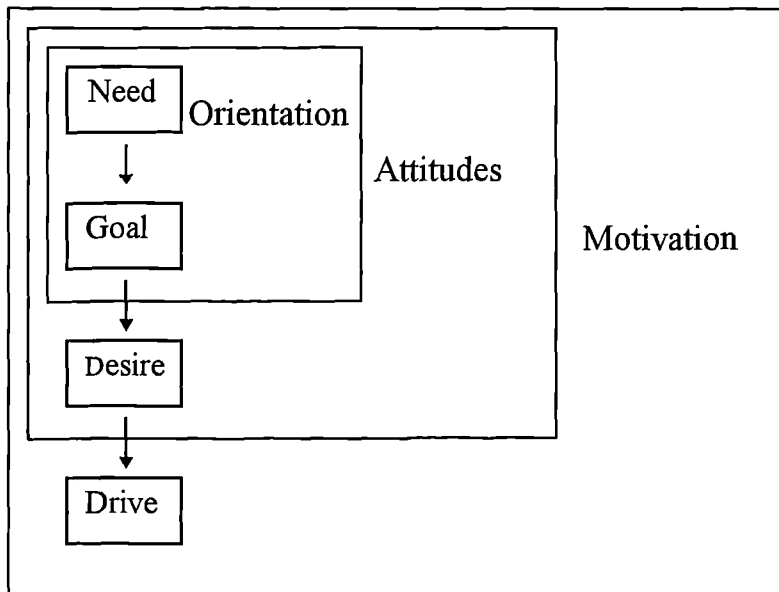 Need
Orientation
Attitudes
Goal
Motivation
Desire
Drive